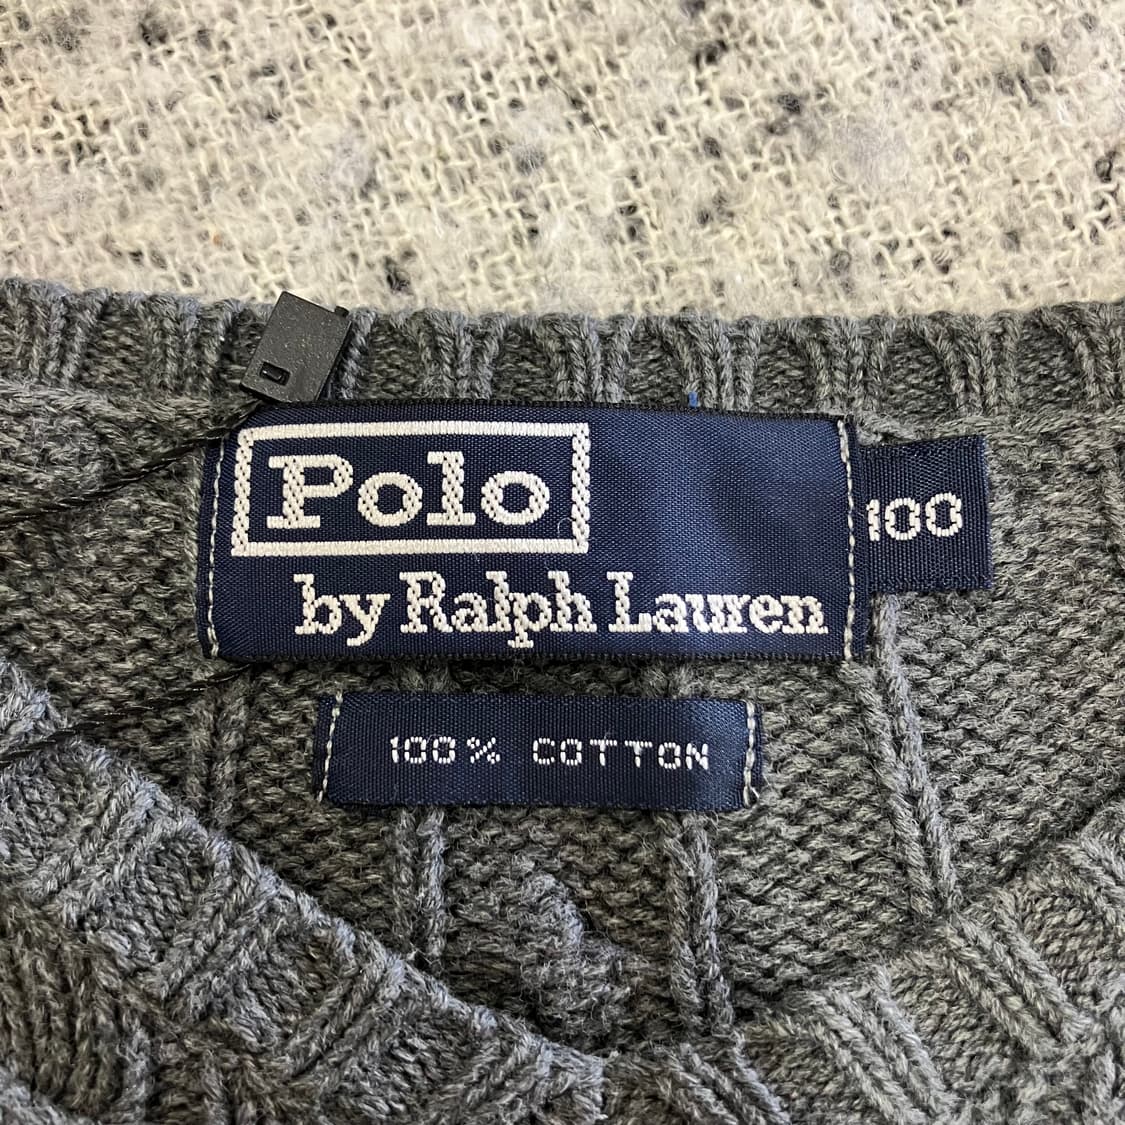 Polo
by Ralph Lauren
100
100% COTTON